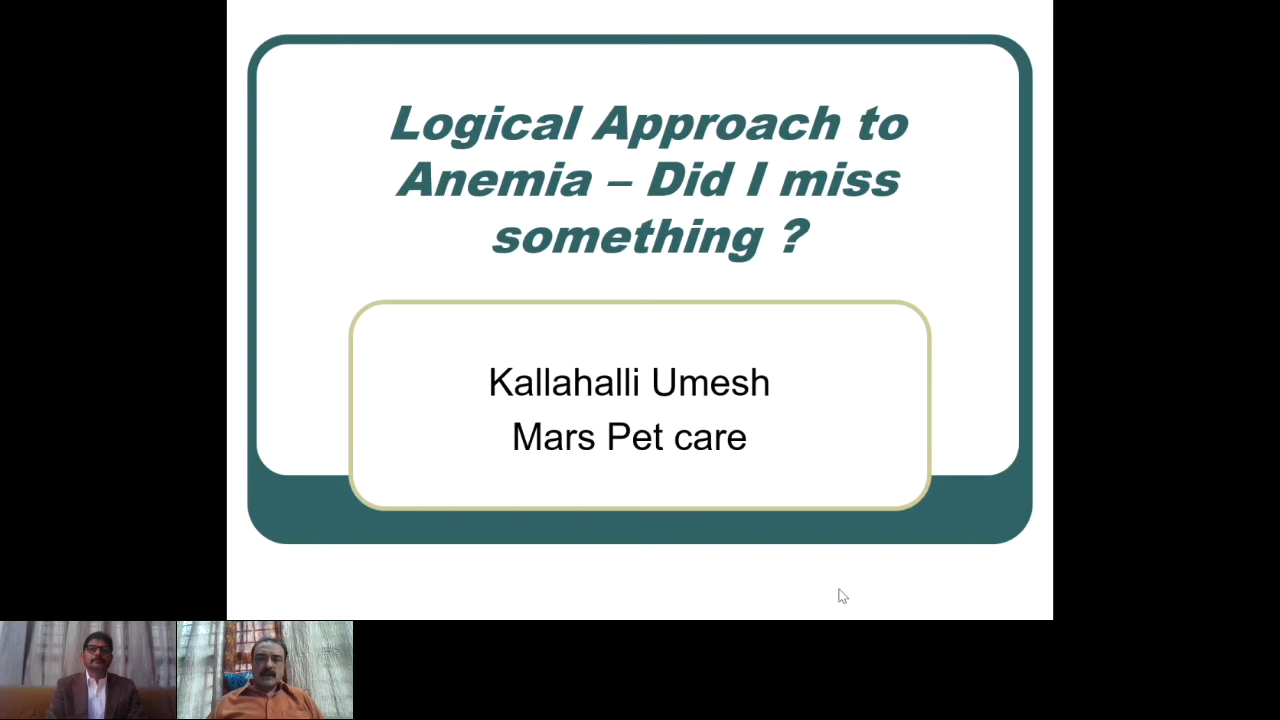 Logical Approach to
Anemia – Did I miss
something ?
Kallahalli Umesh
Mars Pet care